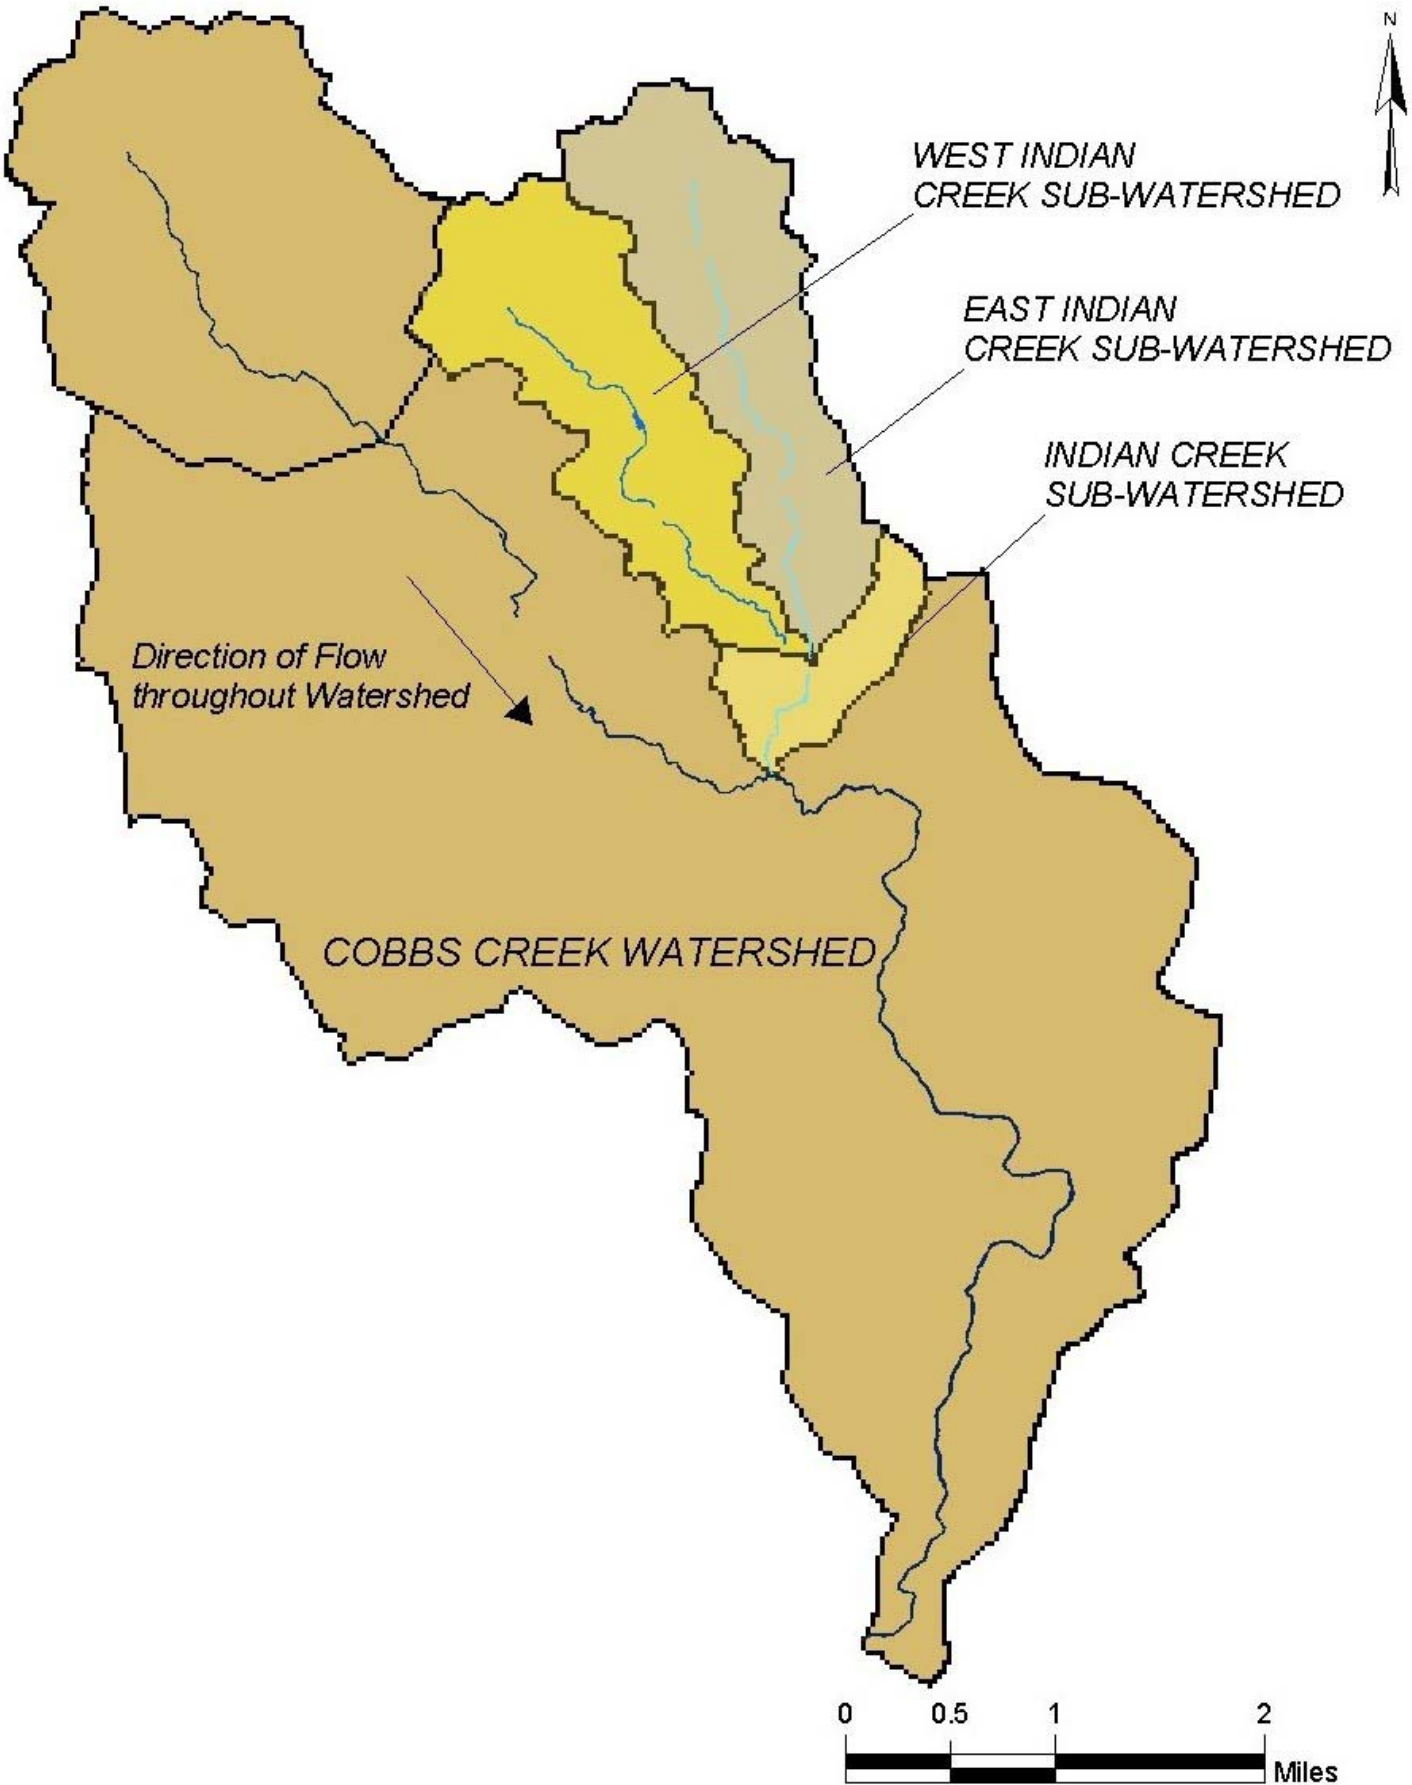 N
WEST INDIAN
CREEK SUB-WATERSHED
EAST INDIAN
CREEK SUB-WATERSHED
INDIAN CREEK
SUB-WATERSHED
Direction of Flow
throughout Watershed
COBBS CREEK WATERSHED
0 0.5 1 2
Miles